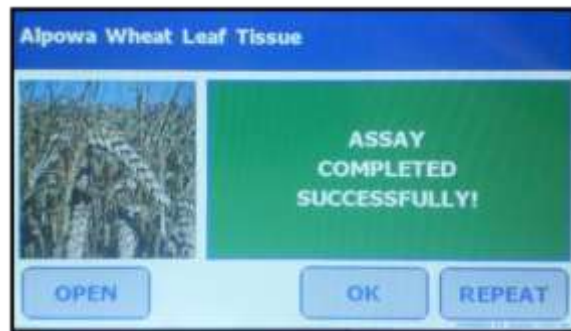 Alpowa Wheat Leaf Tissue
ASSAY
COMPLETED
SUCCESSFULLY!
OPEN
OK
REPEAT